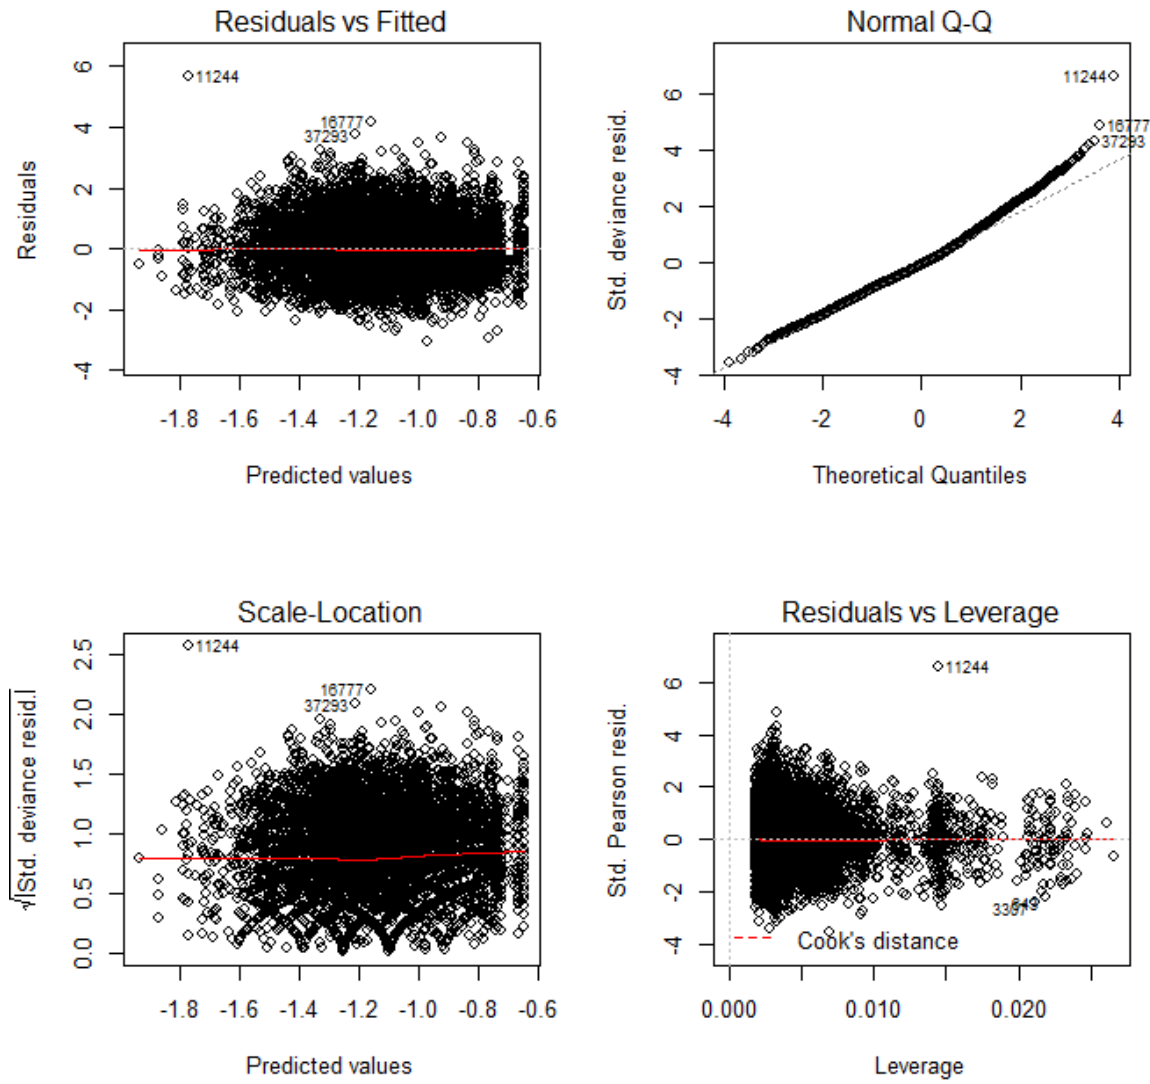 Residuals vs Fitted
Residuals
6
4
2
0
-2
-4
11244
16777
37293
-1.8 -1.6 -1.4 -1.2 -1.0 -0.8 -0.6
Predicted values
Normal Q-Q
Std. deviance resid.
6
4
2
0
-2
-4
11244
16777
37293
-4 -2 0 2 4
Theoretical Quantiles
Scale-Location
√|Std. deviance resid.|
2.5
2.0
1.5
1.0
0.5
0.0
11244
16777
37293
-1.8 -1.6 -1.4 -1.2 -1.0 -0.8 -0.6
Predicted values
Residuals vs Leverage
Std. Pearson resid.
6
4
2
0
-2
-4
11244
Cook's distance
0.000 0.010 0.020
Leverage